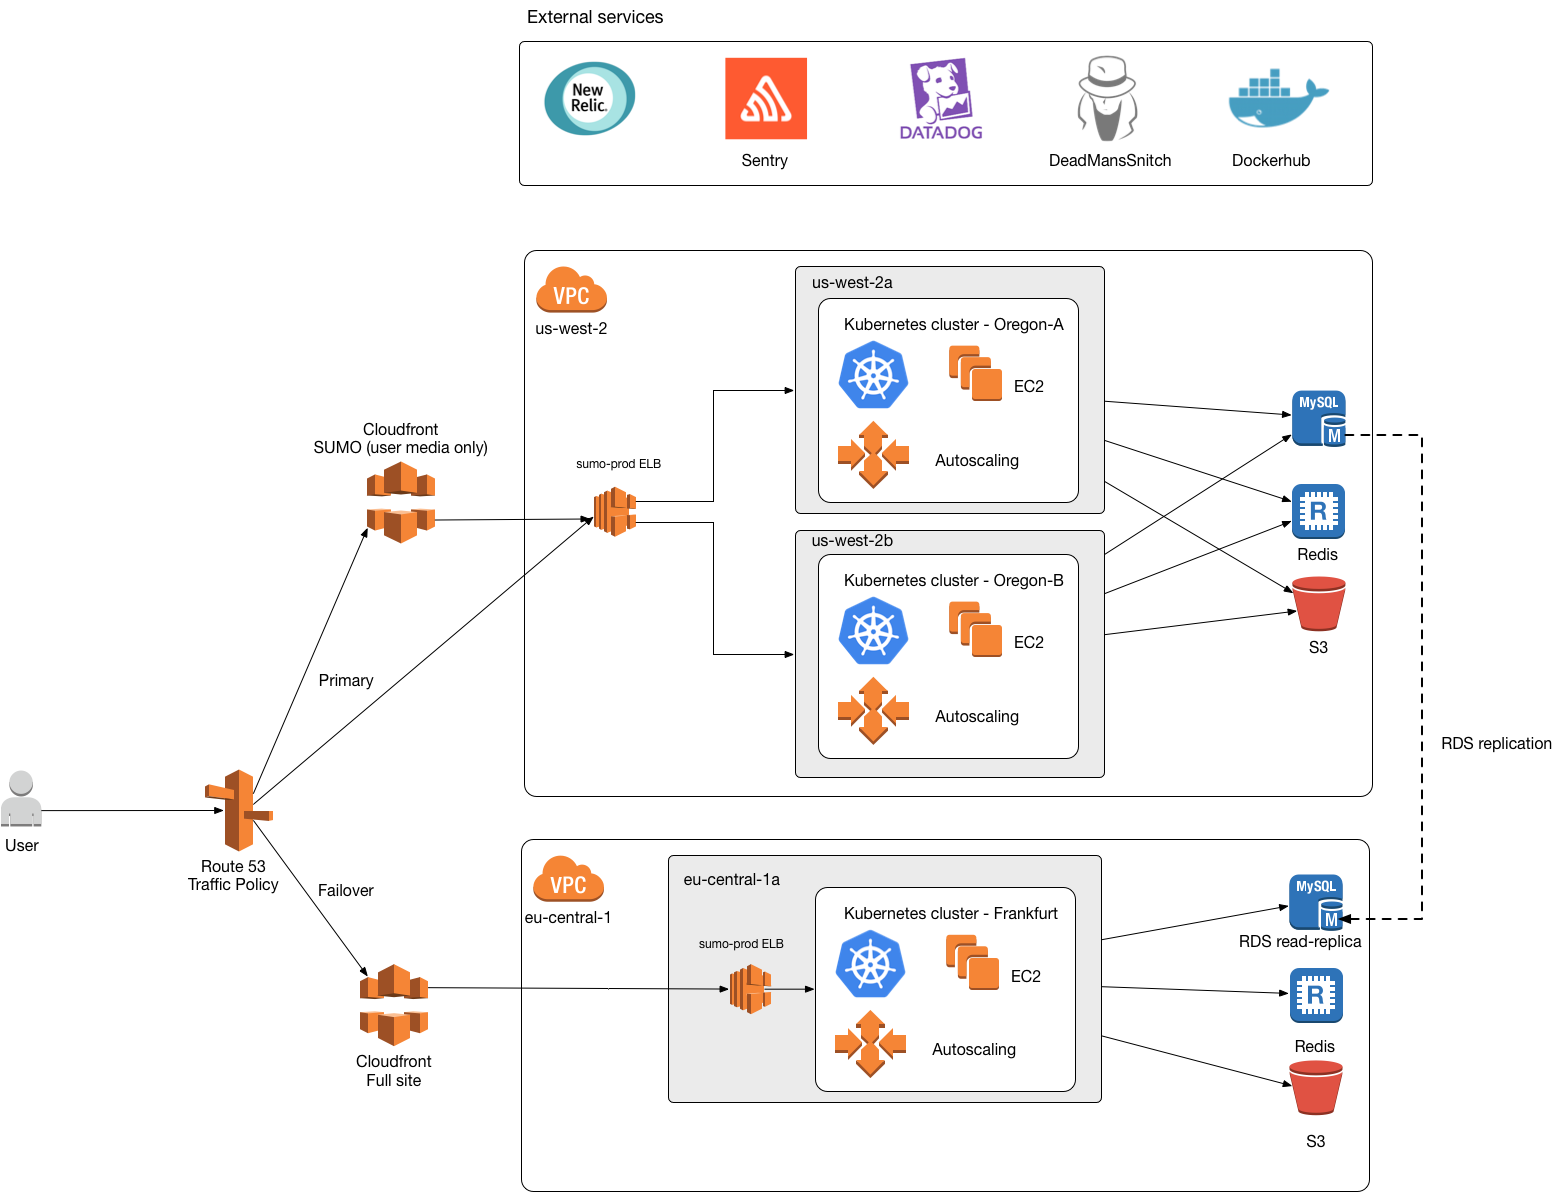 External services
New
Relic.
DATADOG
Sentry
DeadMansSnitch
Dockerhub
VPC
us-west-2
us-west-2a
Kubernetes cluster - Oregon-A
EC2
Autoscaling
MySQL
M
Cloudfront
SUMO (user media only)
sumo-prod ELB
R
Redis
us-west-2b
Kubernetes cluster - Oregon-B
EC2
Autoscaling
S3
Primary
RDS replication
User
Route 53
Traffic Policy
Failover
VPC
eu-central-1
eu-central-1a
Kubernetes cluster - Frankfurt
sumo-prod ELB
EC2
Autoscaling
MySQL
M
RDS read-replica
R
Redis
S3
Cloudfront
Full site